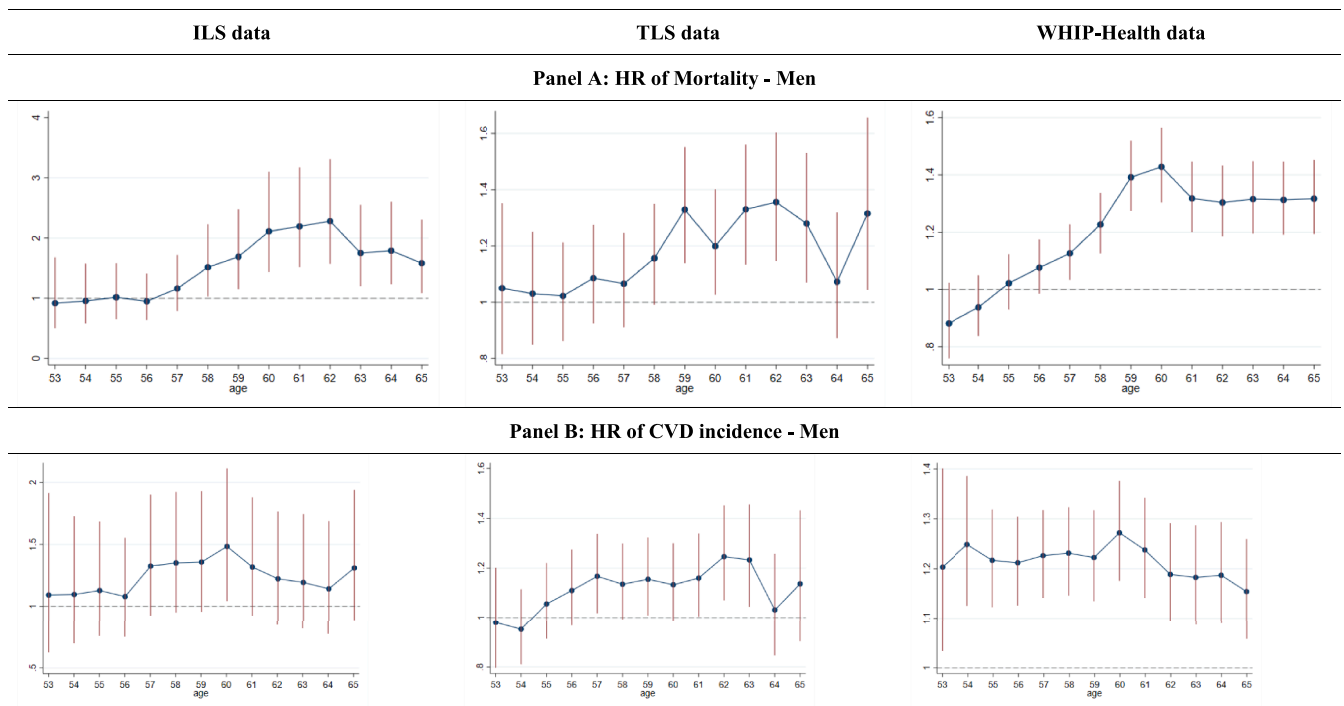 ILS data TLS data WHIP-Health data
Panel A: HR of Mortality - Men
4
3
2
1
0
53 54 55 56 57 58 59 60 61 62 63 64 65
age
1.6
1.4
1.2
1
.8
53 54 55 56 57 58 59 60 61 62 63 64 65
age
1.6
1.4
1.2
1
.8
53 54 55 56 57 58 59 60 61 62 63 64 65
age
Panel B: HR of CVD incidence - Men
2
1.5
1
.5
53 54 55 56 57 58 59 60 61 62 63 64 65
age
1.6
1.4
1.2
1
.8
53 54 55 56 57 58 59 60 61 62 63 64 65
age
1.4
1.3
1.2
1.1
1
53 54 55 56 57 58 59 60 61 62 63 64 65
age